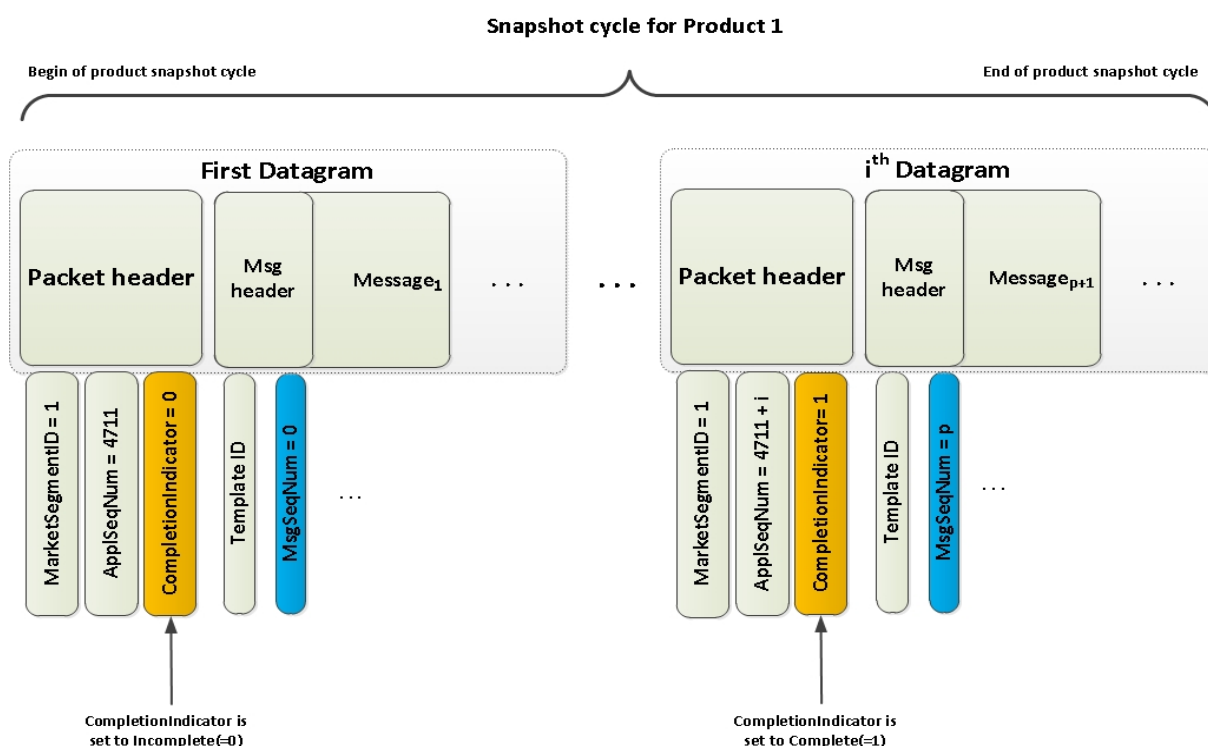 Snapshot cycle for Product 1
Begin of product snapshot cycle
End of product snapshot cycle
First Datagram
Packet header
Msg
header
Message1
. . .
MarketSegmentID = 1
ApplSeqNum = 4711
CompletionIndicator = 0
Template ID
MsgSeqNum = 0
...
CompletionIndicator is
set to Incomplete(=0)
. . .
ith Datagram
Packet header
Msg
header
Messagep+1
. . .
MarketSegmentID = 1
ApplSeqNum = 4711 + i
CompletionIndicator= 1
Template ID
MsgSeqNum = p
...
CompletionIndicator is
set to Complete(=1)